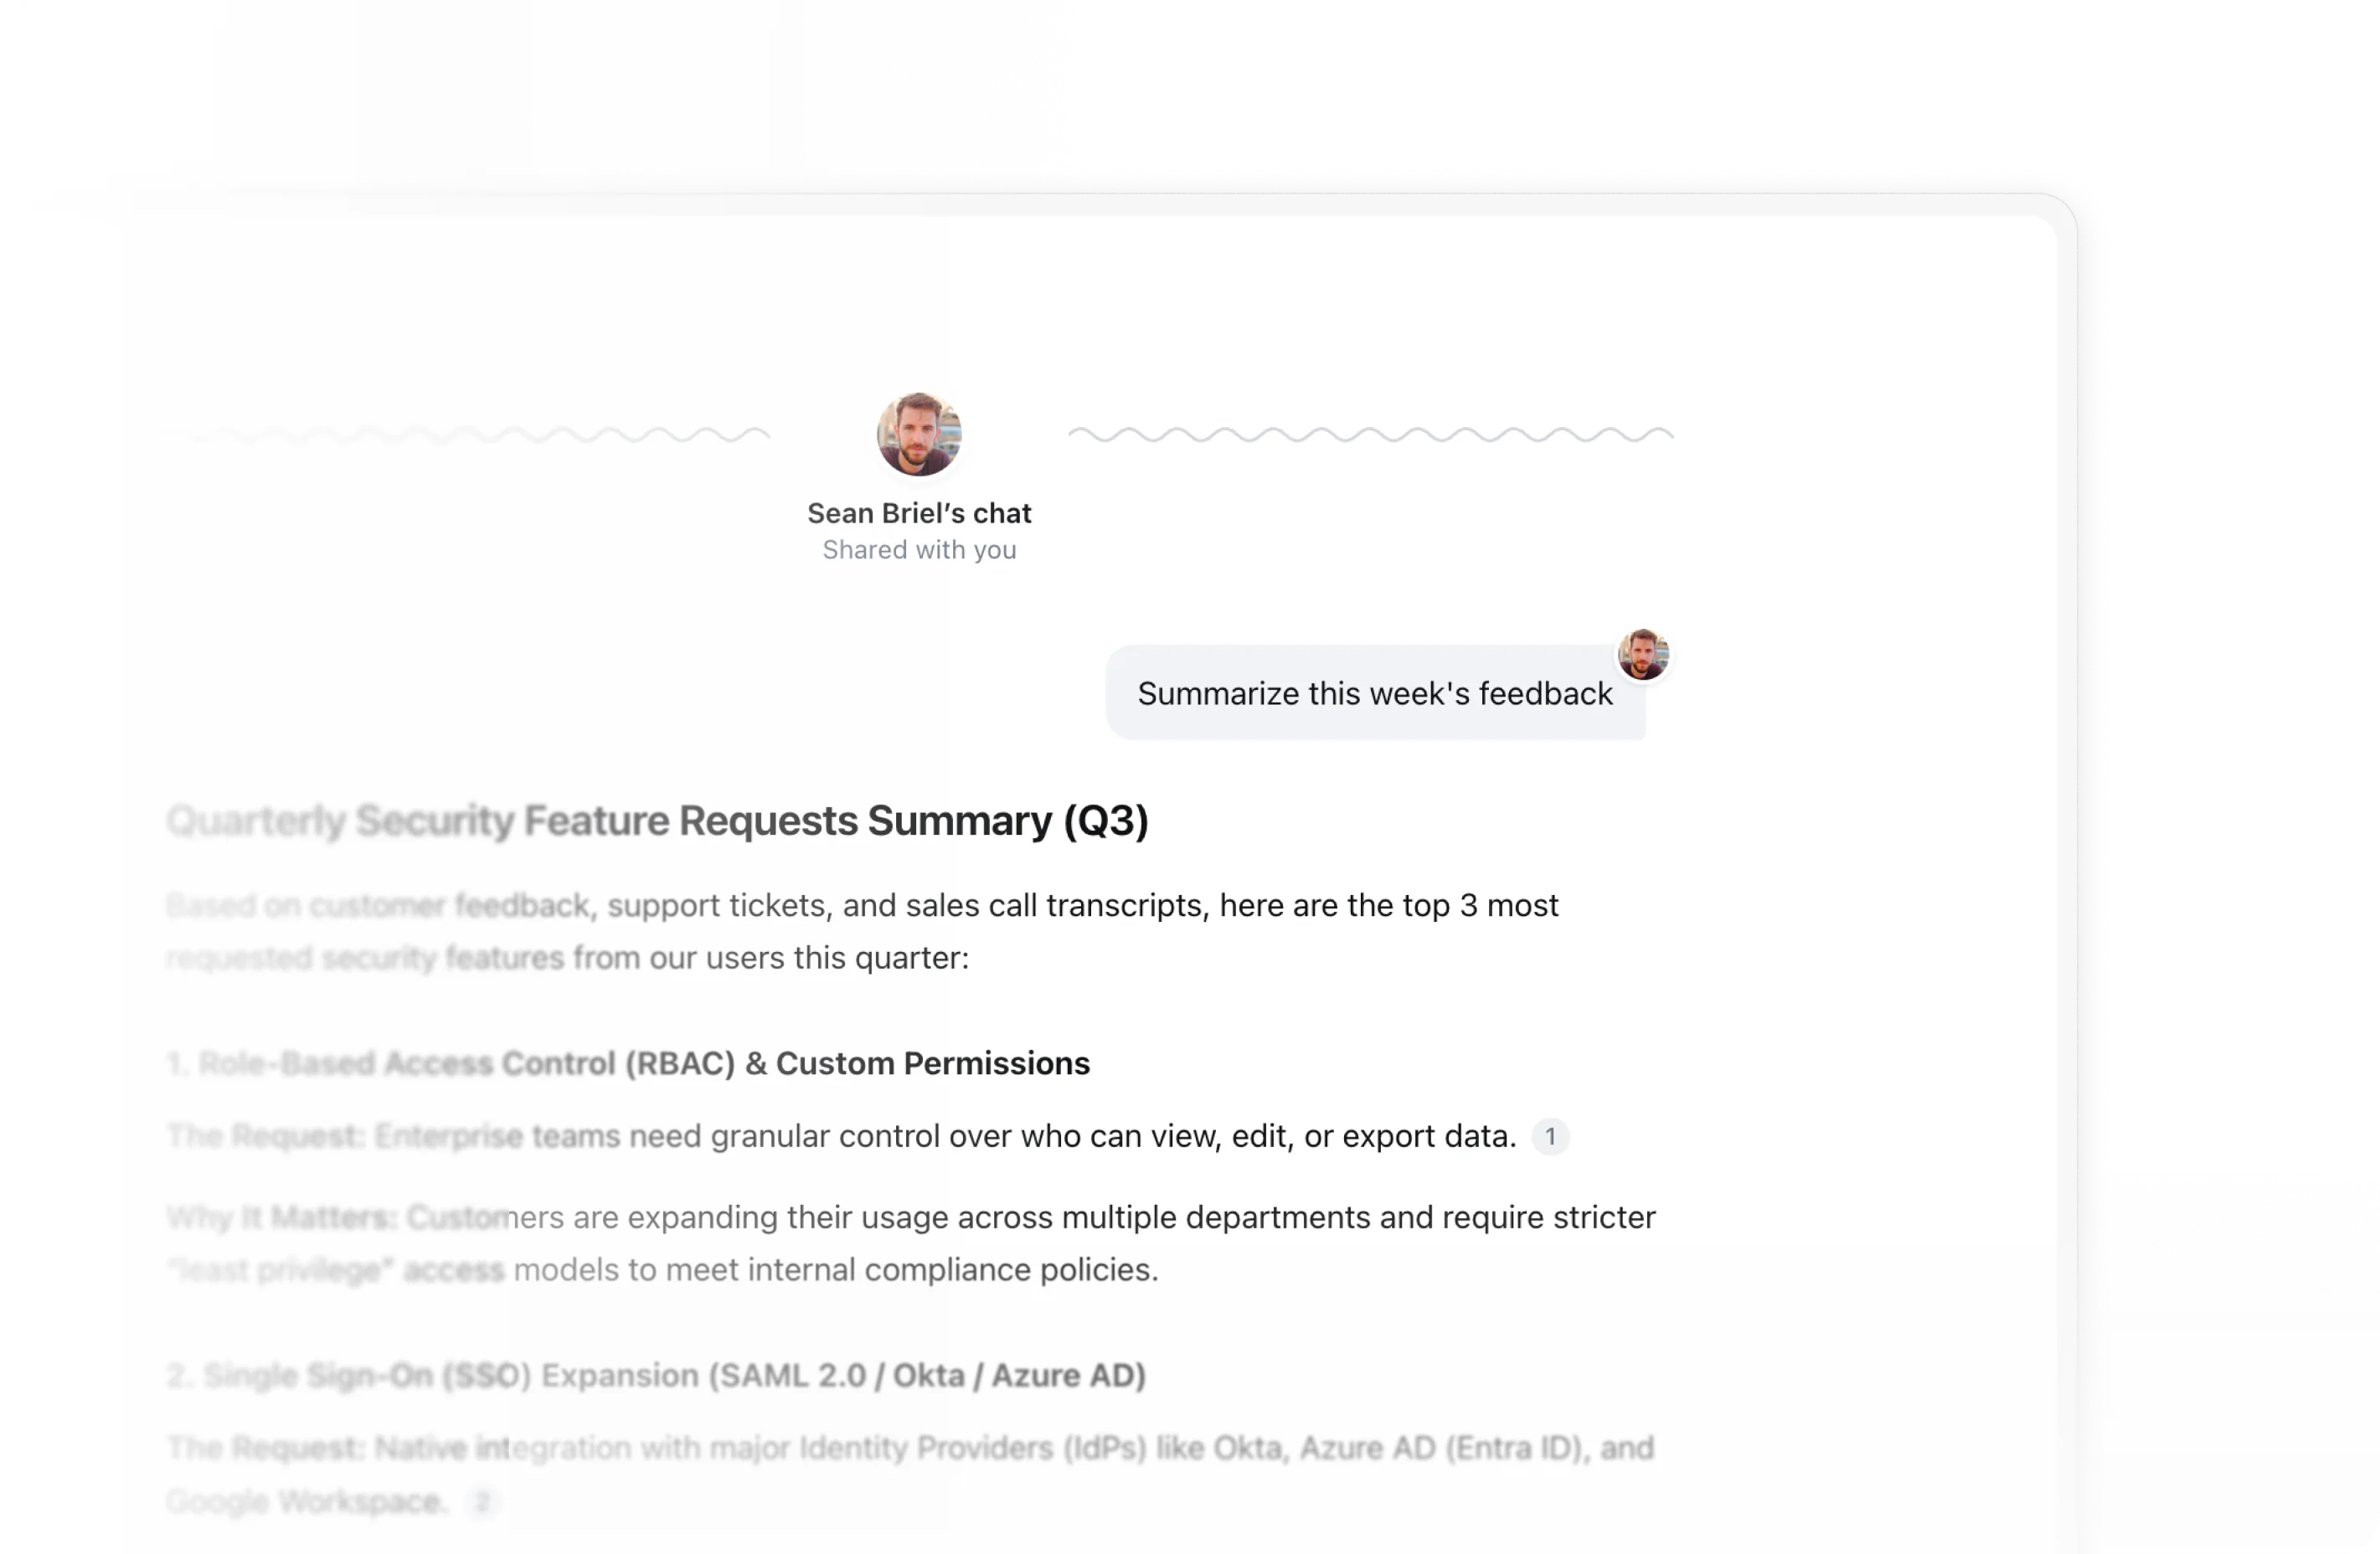 Sean Briel’s chat
Shared with you
Summarize this week's feedback
Quarterly Security Feature Requests Summary (Q3)
Based on customer feedback, support tickets, and sales call transcripts, here are the top 3 most
requested security features from our users this quarter:
1. Role-Based Access Control (RBAC) & Custom Permissions
The Request: Enterprise teams need granular control over who can view, edit, or export data. 1
Why It Matters: Customers are expanding their usage across multiple departments and require stricter
"least privilege" access models to meet internal compliance policies.
2. Single Sign-On (SSO) Expansion (SAML 2.0 / Okta / Azure AD)
The Request: Native integration with major Identity Providers (IdPs) like Okta, Azure AD (Entra ID), and
Google Workspace. 2